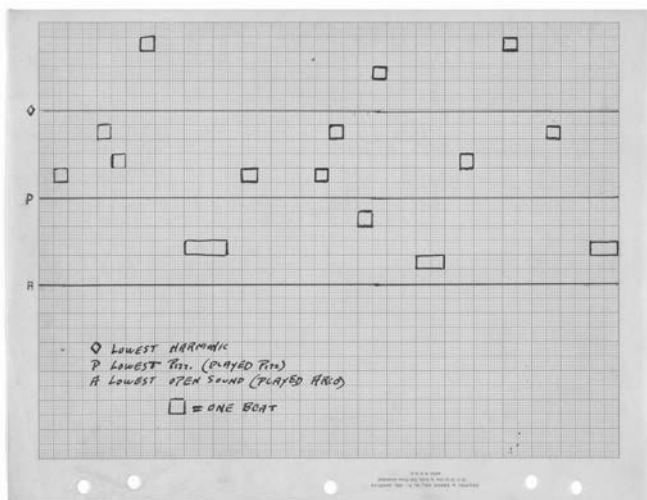 ◊
P
A
◊ LOWEST HARMONIC
P LOWEST PIZZ. (PLAYED PIZZ)
A LOWEST OPEN SOUND (PLAYED ARCO)
□ = ONE BEAT